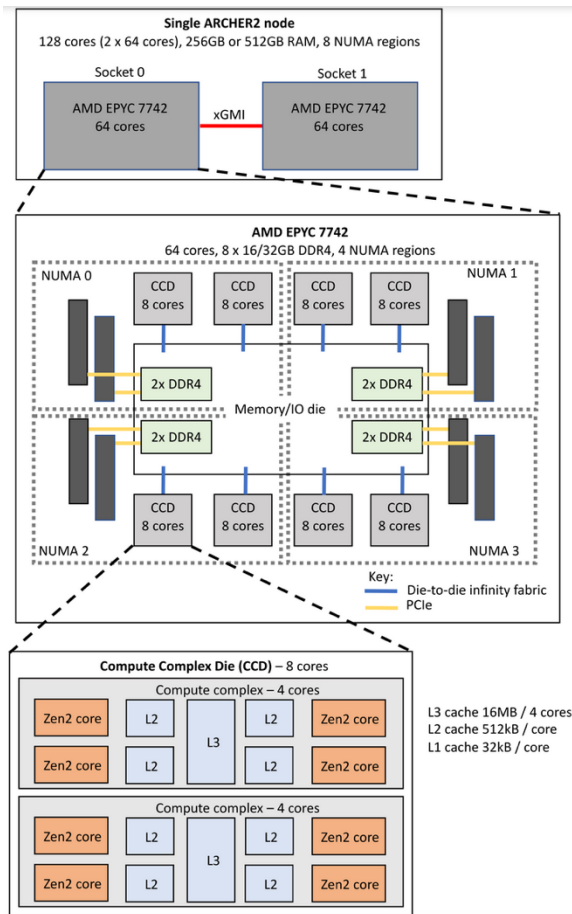 Single ARCHER2 node
128 cores (2 x 64 cores), 256GB or 512GB RAM, 8 NUMA regions
Socket 0
Socket 1
AMD EPYC 7742
64 cores
xGMI
AMD EPYC 7742
64 cores
AMD EPYC 7742
64 cores, 8 x 16/32GB DDR4, 4 NUMA regions
NUMA 0
CCD
8 cores
CCD
8 cores
CCD
8 cores
CCD
8 cores
NUMA 1
2x DDR4
2x DDR4
Memory/IO die
2x DDR4
2x DDR4
CCD
8 cores
CCD
8 cores
CCD
8 cores
CCD
8 cores
NUMA 2
NUMA 3
Key:
Die-to-die infinity fabric
PCIe
Compute Complex Die (CCD) – 8 cores
Compute complex – 4 cores
Zen2 core
L2
L3
L2
Zen2 core
Zen2 core
L2
L2
Zen2 core
Compute complex – 4 cores
Zen2 core
L2
L3
L2
Zen2 core
Zen2 core
L2
L2
Zen2 core
L3 cache 16MB / 4 cores
L2 cache 512kB / core
L1 cache 32kB / core